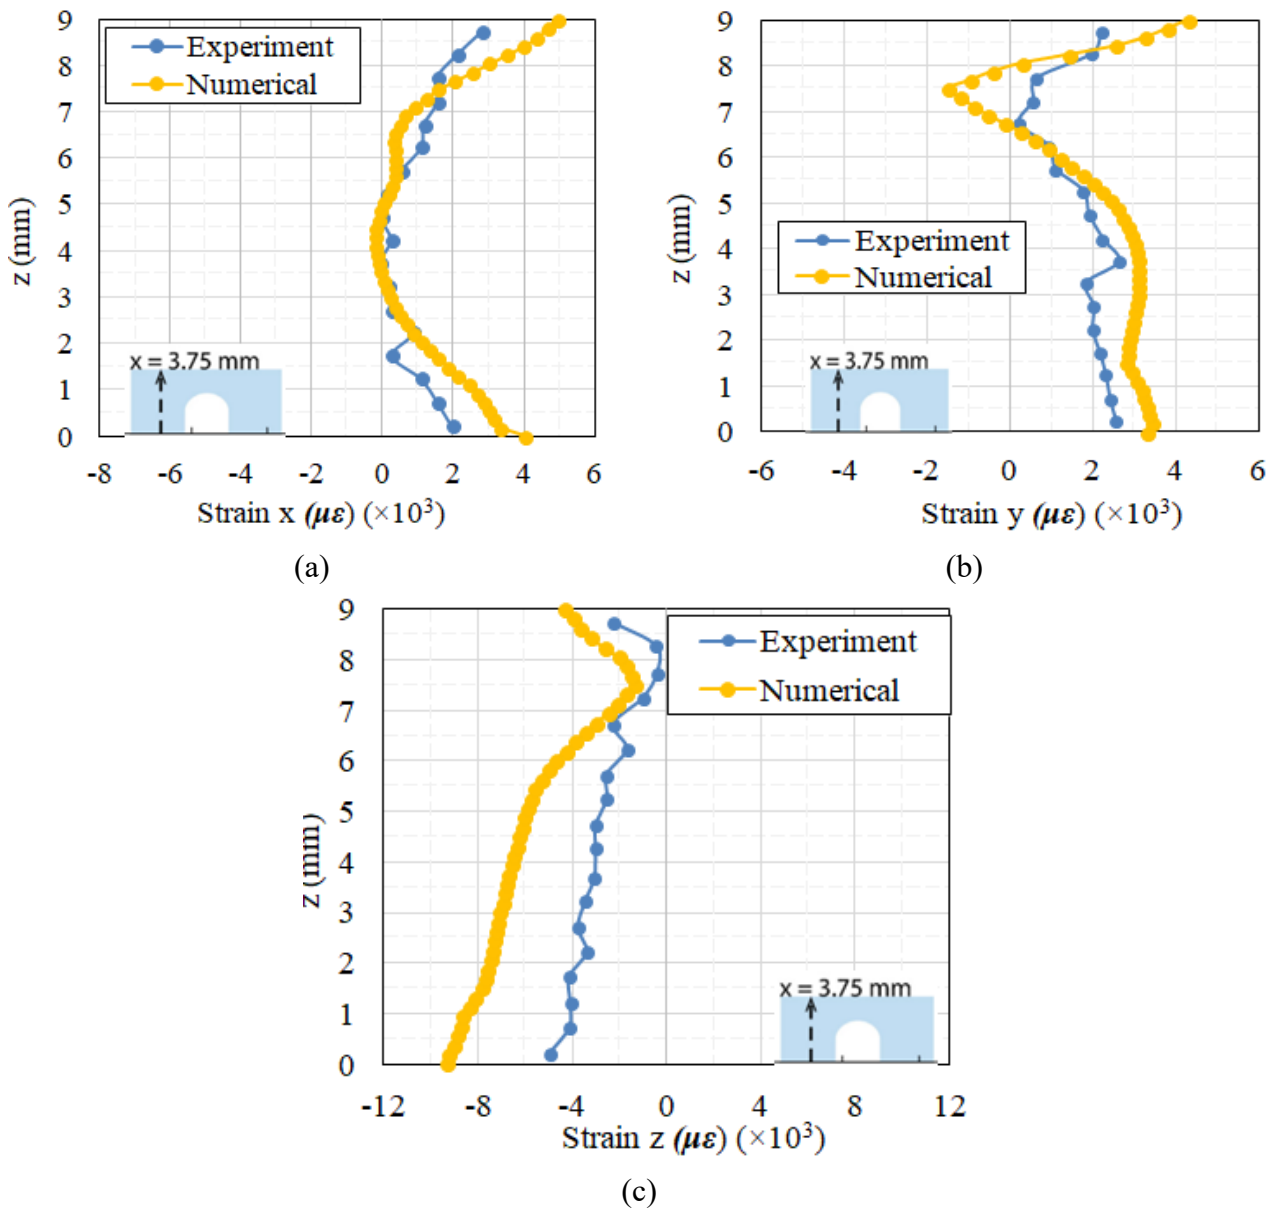 9
8
7
6
5
4
3
2
1
0
z (mm)
Experiment
Numerical
x = 3.75 mm
-8 -6 -4 -2 0 2 4 6
Strain x (με) (×10³)
(a)
9
8
7
6
5
4
3
2
1
0
z (mm)
Experiment
Numerical
x = 3.75 mm
-6 -4 -2 0 2 4 6
Strain y (με) (×10³)
(b)
9
8
7
6
5
4
3
2
1
0
z (mm)
Experiment
Numerical
x = 3.75 mm
-12 -8 -4 0 4 8 12
Strain z (με) (×10³)
(c)